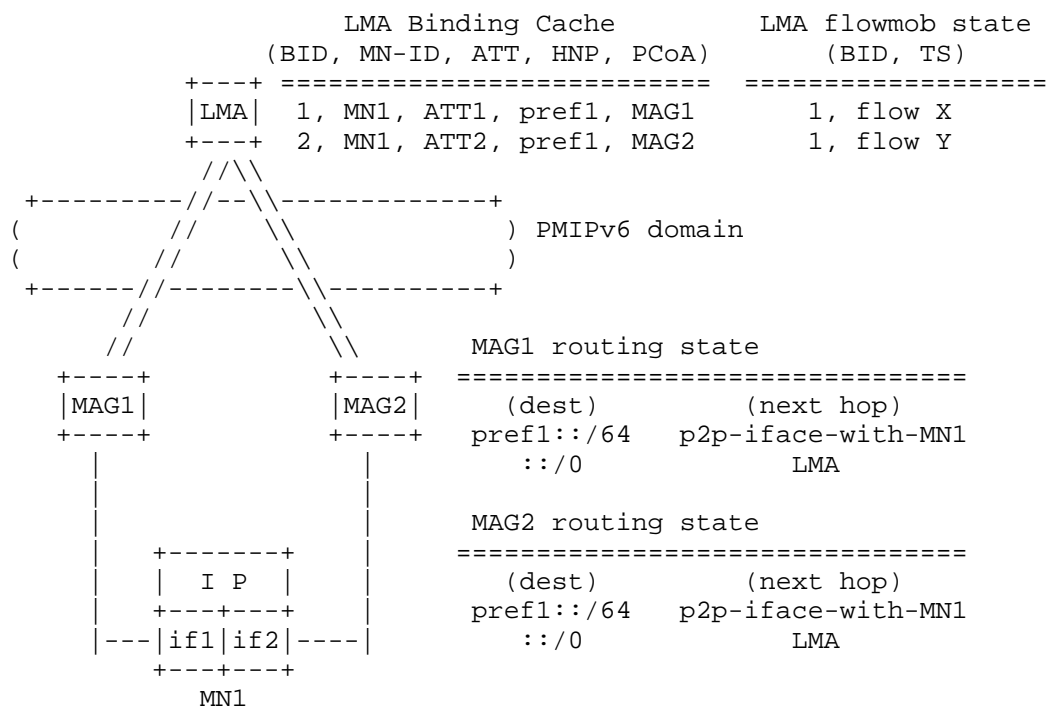 LMA Binding Cache LMA flowmob state
(BID, MN-ID, ATT, HNP, PCoA) (BID, TS)
+---+ =========================== ===================
|LMA| 1, MN1, ATT1, pref1, MAG1 1, flow X
+---+ 2, MN1, ATT2, pref1, MAG2 1, flow Y
PMIPv6 domain
MAG1 routing state
+----+ +----+ ================================
|MAG1| |MAG2| (dest) (next hop)
+----+ +----+ pref1::/64 p2p-iface-with-MN1
::/0 LMA
MAG2 routing state
+-------+ ================================
| I P | (dest) (next hop)
+---+---+ pref1::/64 p2p-iface-with-MN1
|---|if1|if2|----| ::/0 LMA
+---+---+
MN1